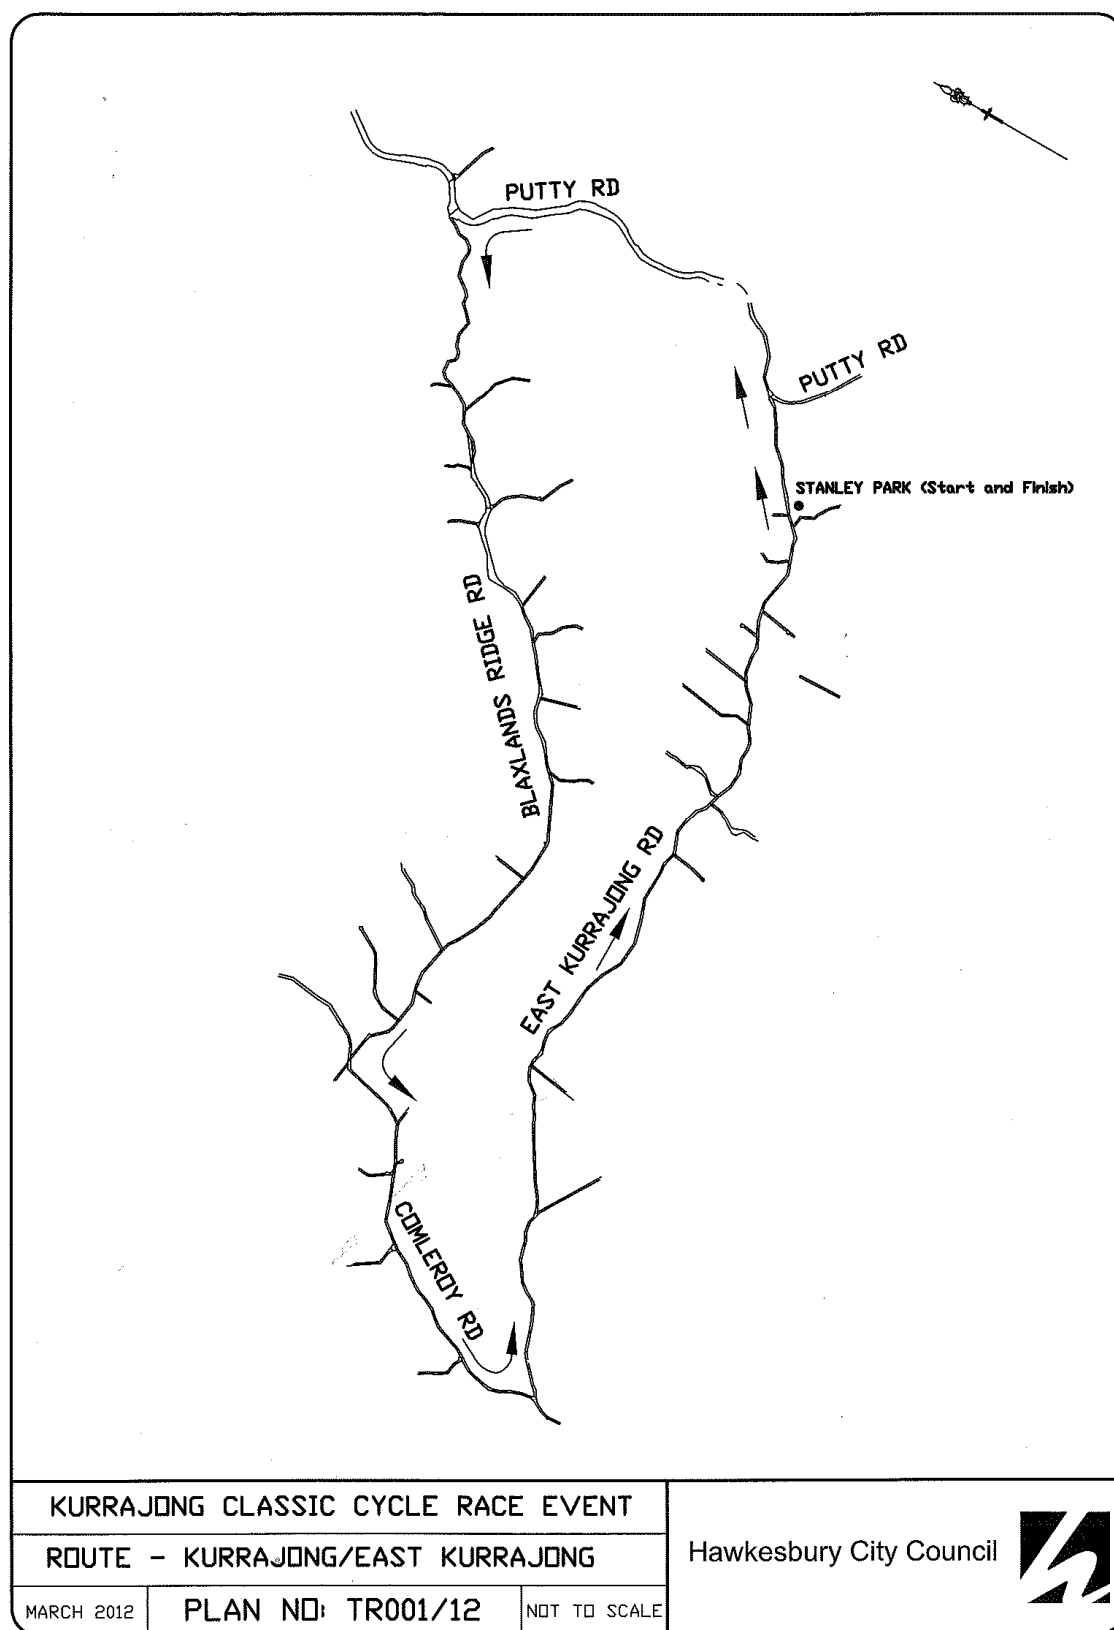 PUTTY RD
PUTTY RD
STANLEY PARK (Start and Finish)
BLAXLANDS RIDGE RD
EAST KURRAJONG RD
COMLEROY RD
KURRAJONG CLASSIC CYCLE RACE EVENT
ROUTE - KURRAJONG/EAST KURRAJONG
MARCH 2012
PLAN NO: TR001/12
NOT TO SCALE
Hawkesbury City Council